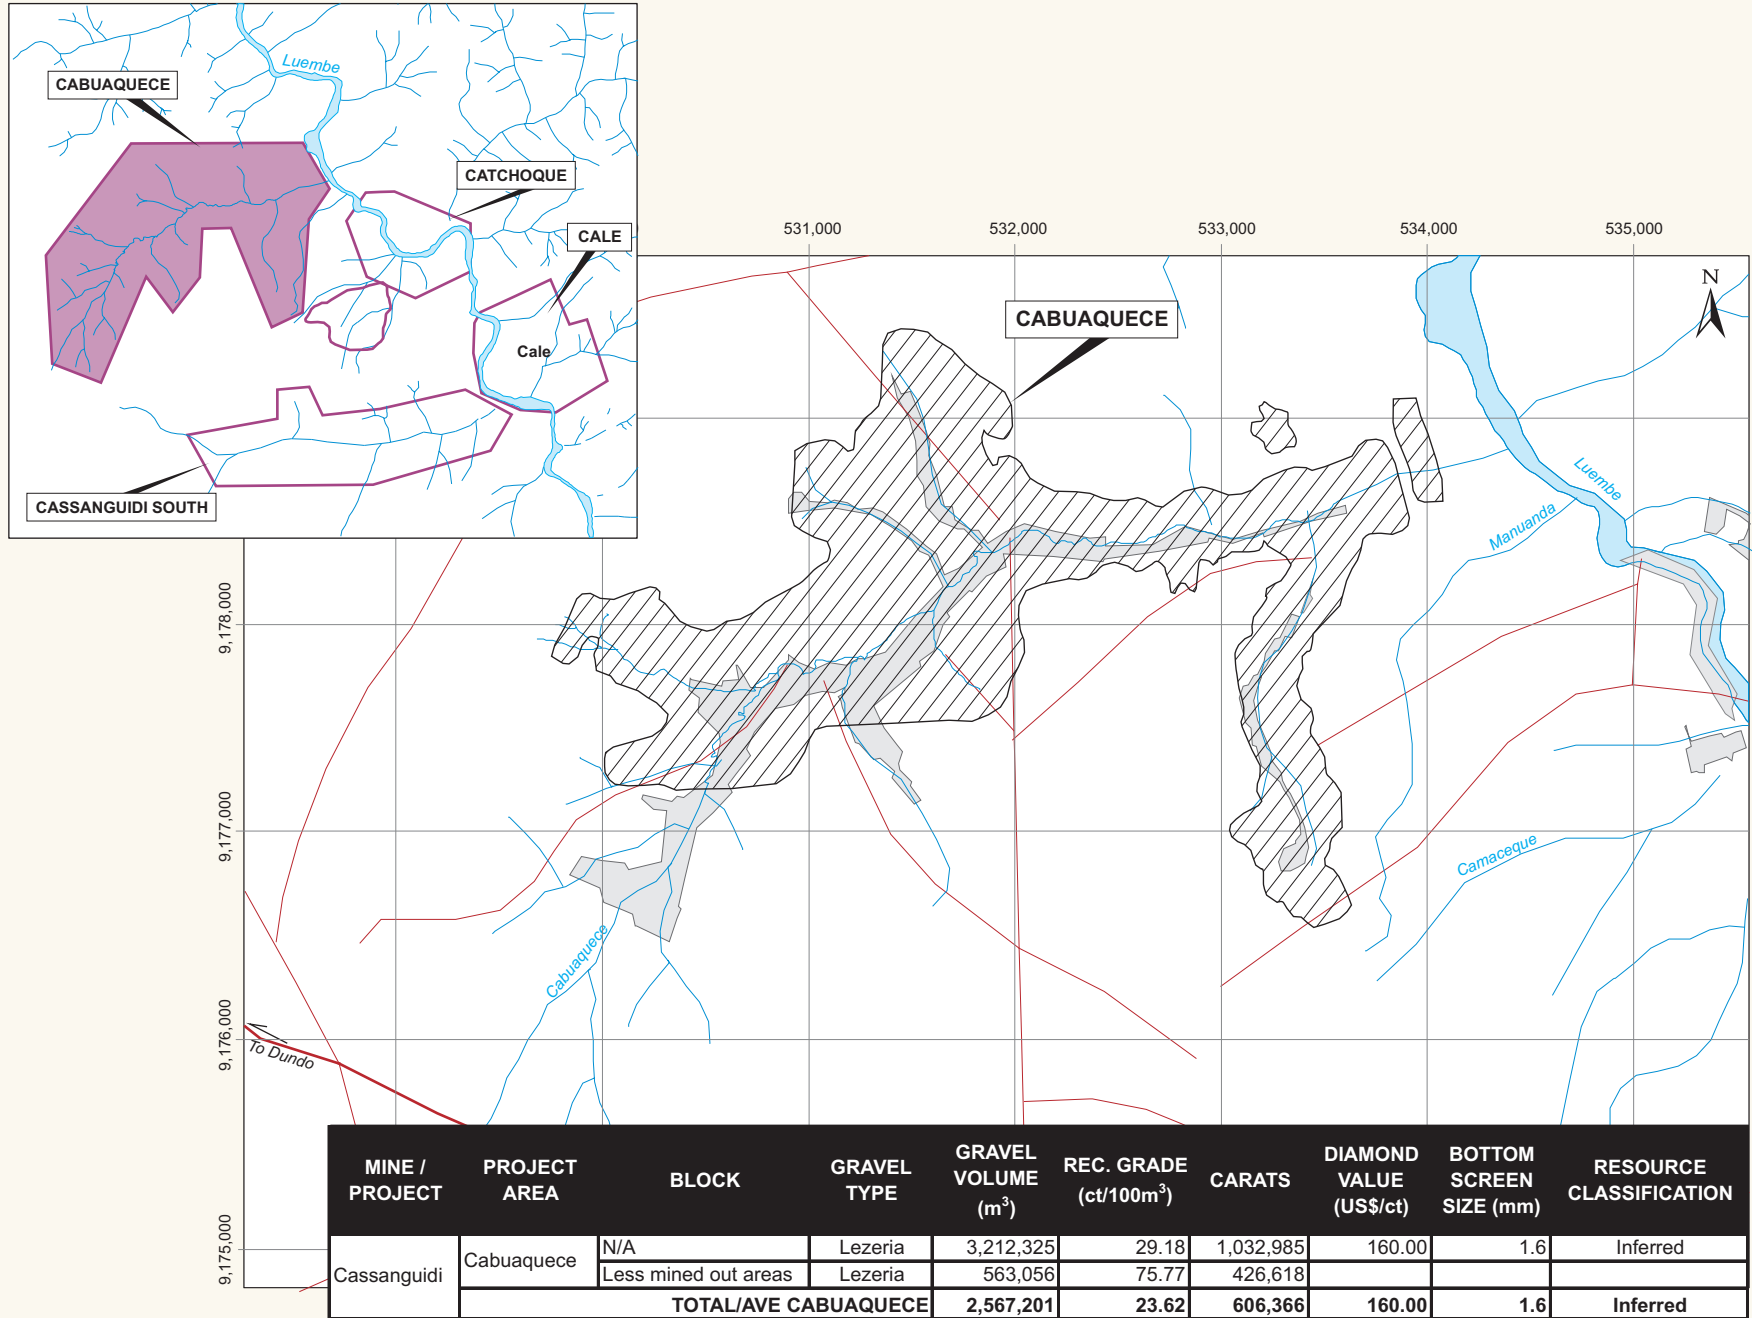 Luembe
CABUAQUECE
CATCHOQUE
CALE
Cale
CASSANGUIDI SOUTH
531,000
532,000
533,000
534,000
535,000
N
CABUAQUECE
Luembe
Manuanda
Camaceque
Cabuaquece
To Dundo
9,178,000
9,177,000
9,176,000
9,175,000
MINE / PROJECT
PROJECT AREA
BLOCK
GRAVEL TYPE
GRAVEL VOLUME (m³)
REC. GRADE (ct/100m³)
CARATS
DIAMOND VALUE (US$/ct)
BOTTOM SCREEN SIZE (mm)
RESOURCE CLASSIFICATION
Cassanguidi
Cabuaquece
N/A Lezeria 3,212,325 29.18 1,032,985 160.00 1.6 Inferred
Less mined out areas Lezeria 563,056 75.77 426,618
TOTAL/AVE CABUAQUECE 2,567,201 23.62 606,366 160.00 1.6 Inferred